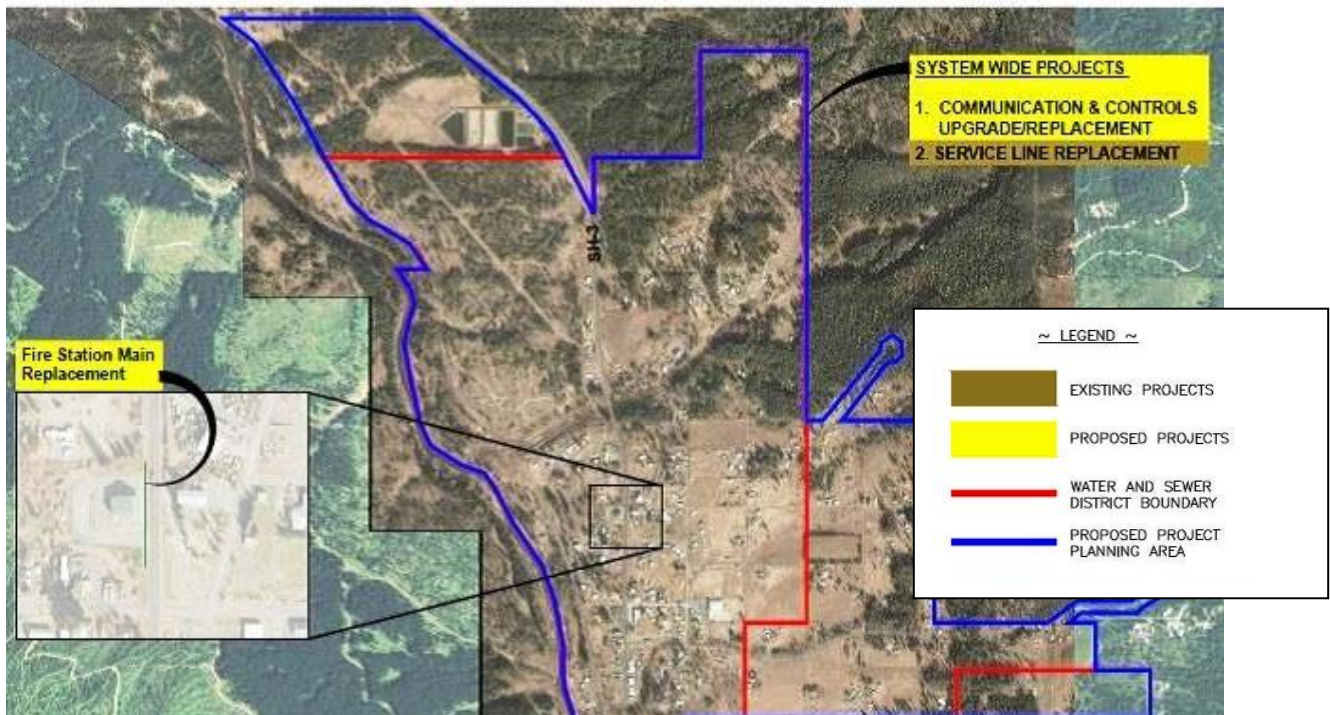 SYSTEM WIDE PROJECTS
1. COMMUNICATION & CONTROLS
UPGRADE/REPLACEMENT
2. SERVICE LINE REPLACEMENT
SH-3
Fire Station Main
Replacement
~ LEGEND ~
EXISTING PROJECTS
PROPOSED PROJECTS
WATER AND SEWER
DISTRICT BOUNDARY
PROPOSED PROJECT
PLANNING AREA